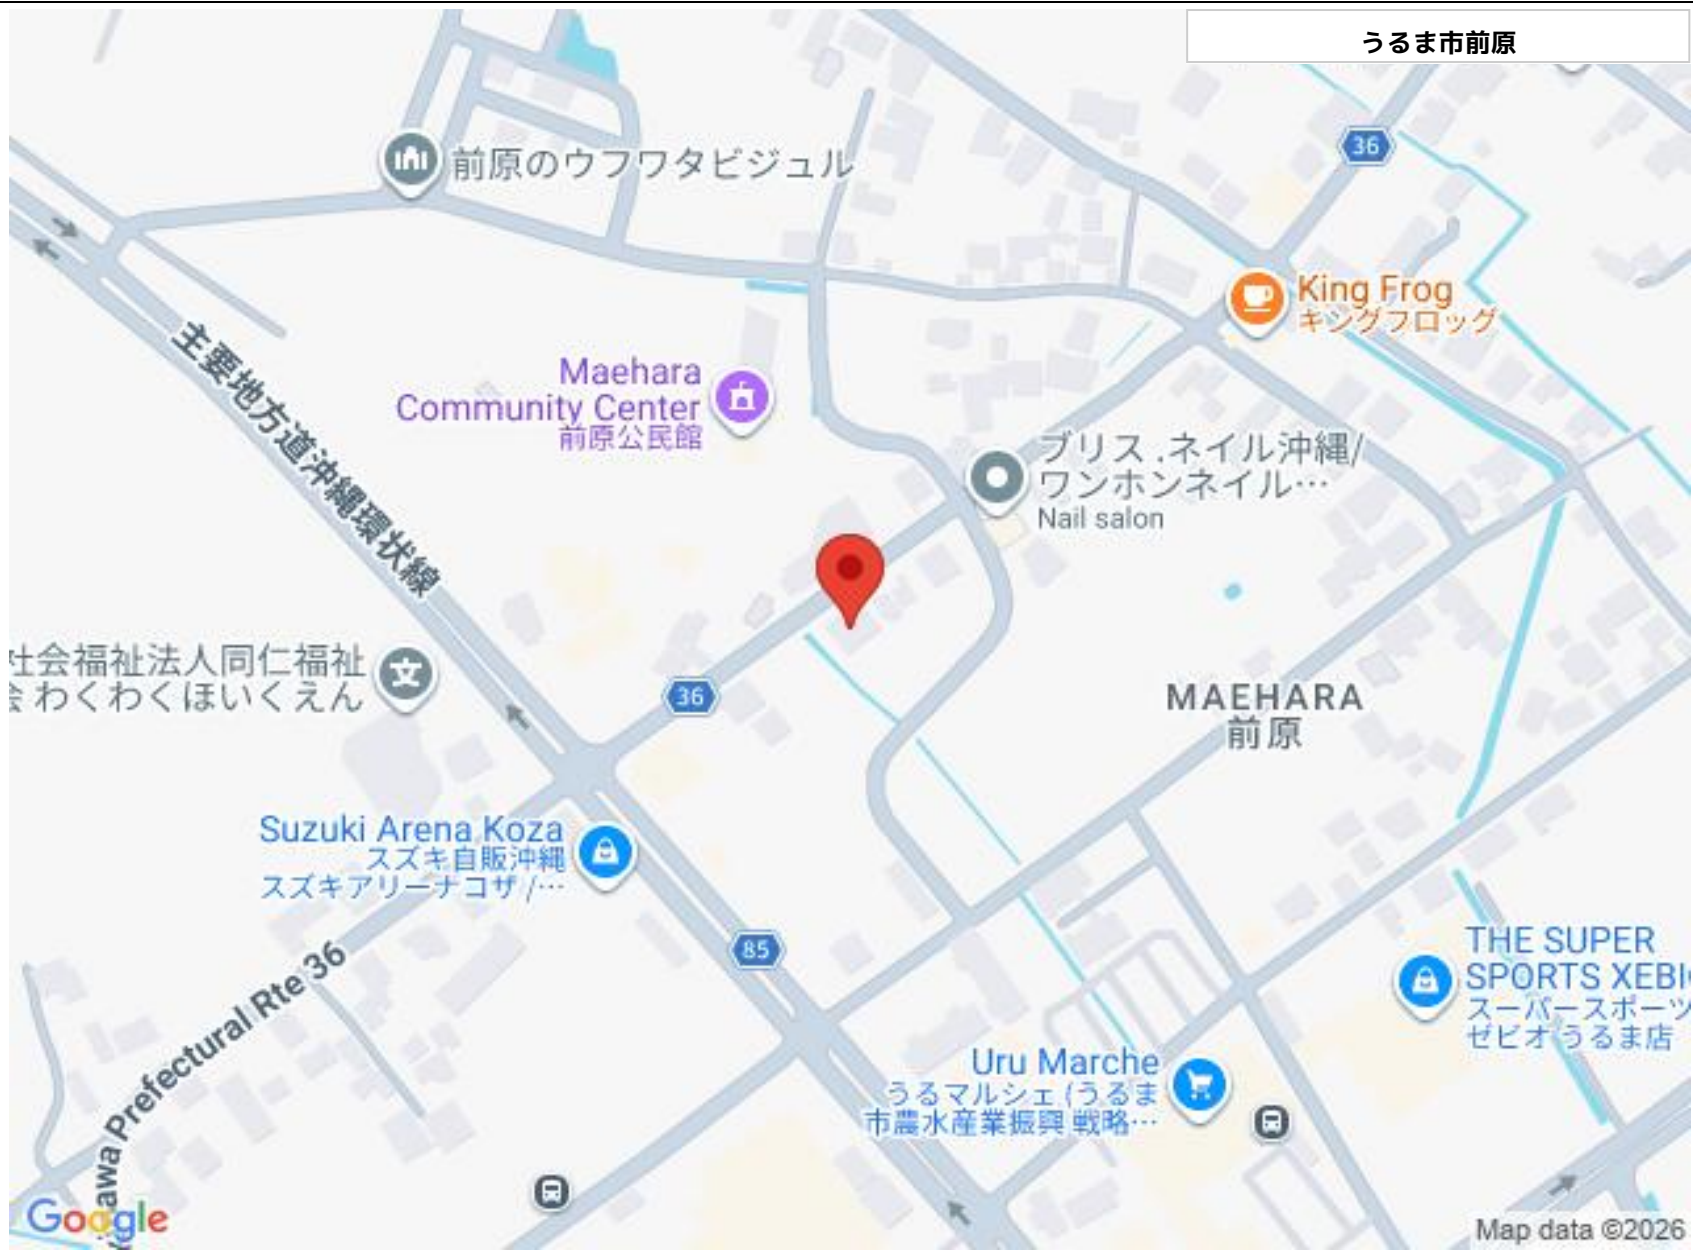 うるま市前原
36
前原のウフワタビジュル
King Frog
キングフロッグ
主要地方道沖縄環状線
Maehara
Community Center
前原公民館
ブリス .ネイル沖縄/
ワンホンネイル…
Nail salon
社会福祉法人同仁福祉
会 わくわくほいくえん
36
MAEHARA
前原
Suzuki Arena Koza
スズキ自販沖縄
スズキアリーナコザ /…
85
THE SUPER
SPORTS XEBI
スーパースポーツ
ゼビオ うるま店
Prefectural Rte 36
Uru Marche
うるマルシェ (うるま
市農水産業振興 戦略…
Google
Map data ©2026